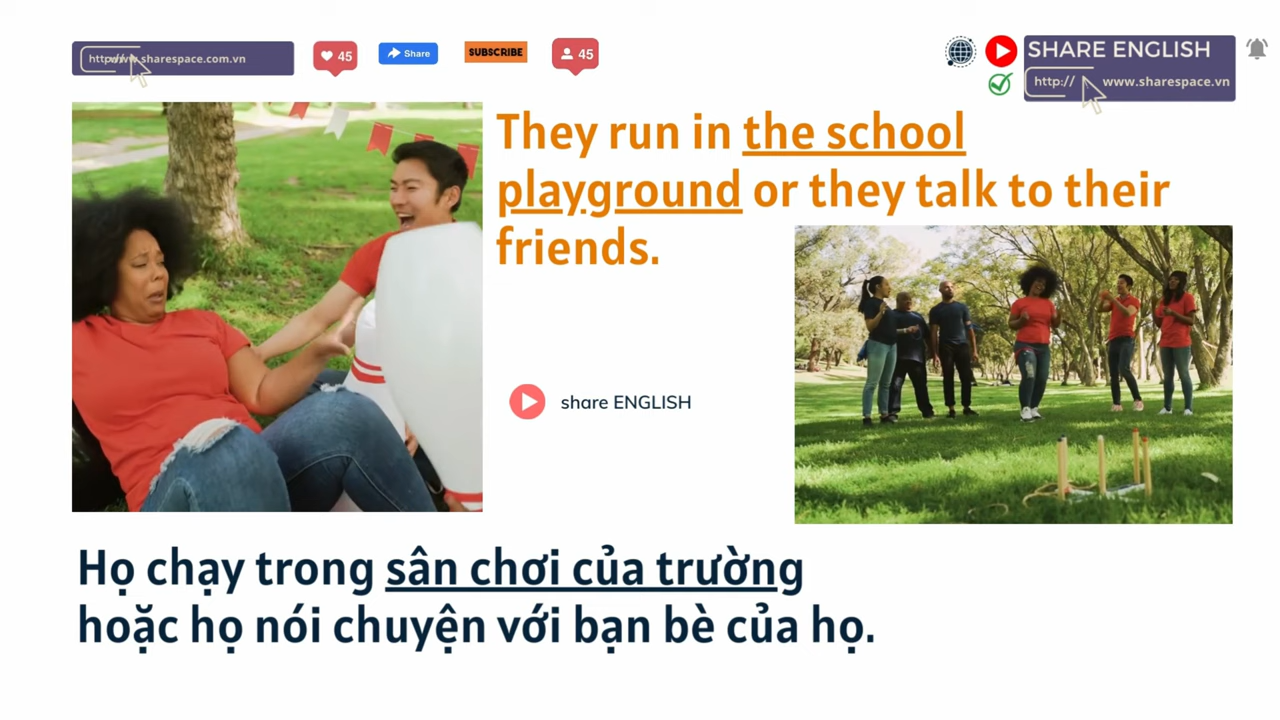 www.sharespace.com.vn
45
Share
SUBSCRIBE
45
SHARE ENGLISH
http://
www.sharespace.vn
They run in the school
playground or they talk to their
friends.
share ENGLISH
Họ chạy trong sân chơi của trường
hoặc họ nói chuyện với bạn bè của họ.